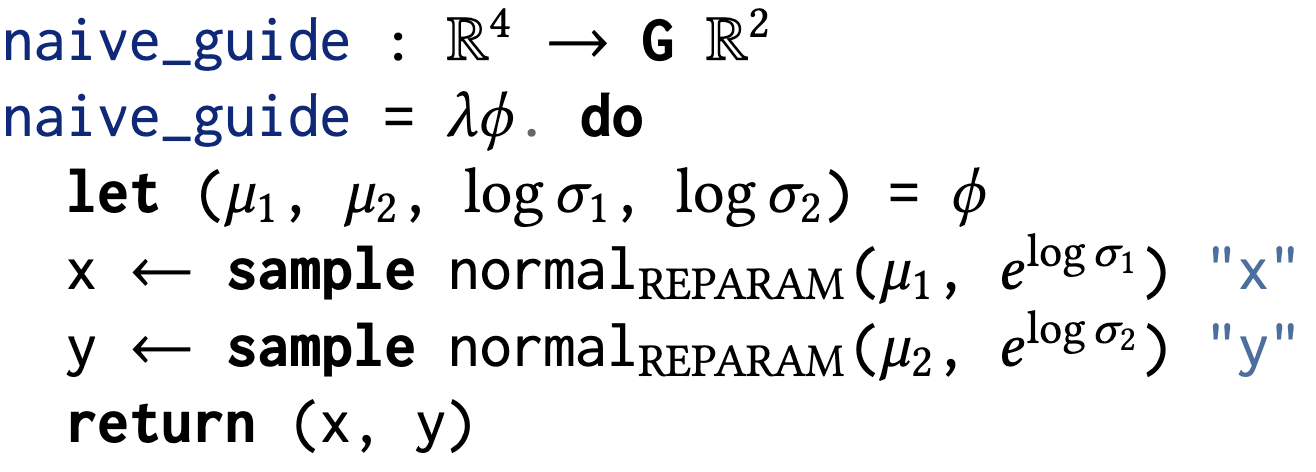 naive_guide : ℝ⁴ → G ℝ²
naive_guide = λϕ. do
let (μ₁, μ₂, log σ₁, log σ₂) = ϕ
x ← sample normal_REPARAM(μ₁, e^{log σ₁}) "x"
y ← sample normal_REPARAM(μ₂, e^{log σ₂}) "y"
return (x, y)